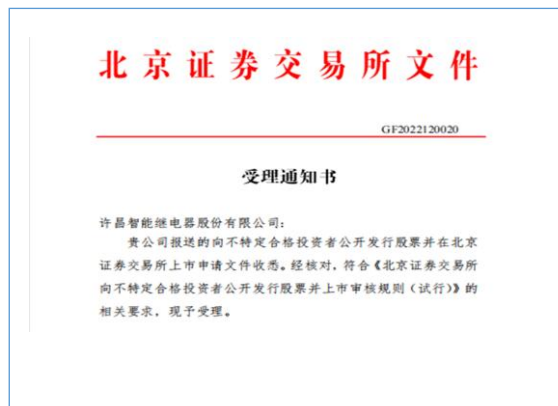 北京证券交易所文件
GF2022120020
受理通知书
许昌智能继电器股份有限公司：
贵公司报送的向不特定合格投资者公开发行股票并在北京
证券交易所上市申请文件收悉。经核对，符合《北京证券交易所
向不特定合格投资者公开发行股票并上市审核规则（试行）》的
相关要求，现予受理。